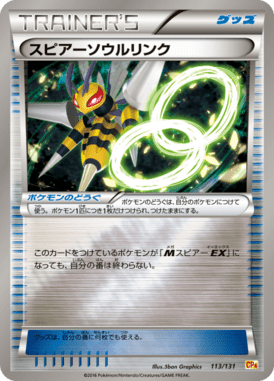 TRAINER'S グッズ
スピアーソウルリンク
ポケモンのどうぐ
ポケモンのどうぐは、自分のポケモンにつけて
使う。ポケモン1匹につき1枚だけつけられ、つけたままにする。
このカードをつけているポケモンが「MスピアーEX」に
なっても、自分の番は終わらない。
グッズは、自分の番に何枚でも使える。
Illus.5ban Graphics CP4 113/131
©2016 Pokémon/Nintendo/Creatures/GAME FREAK.